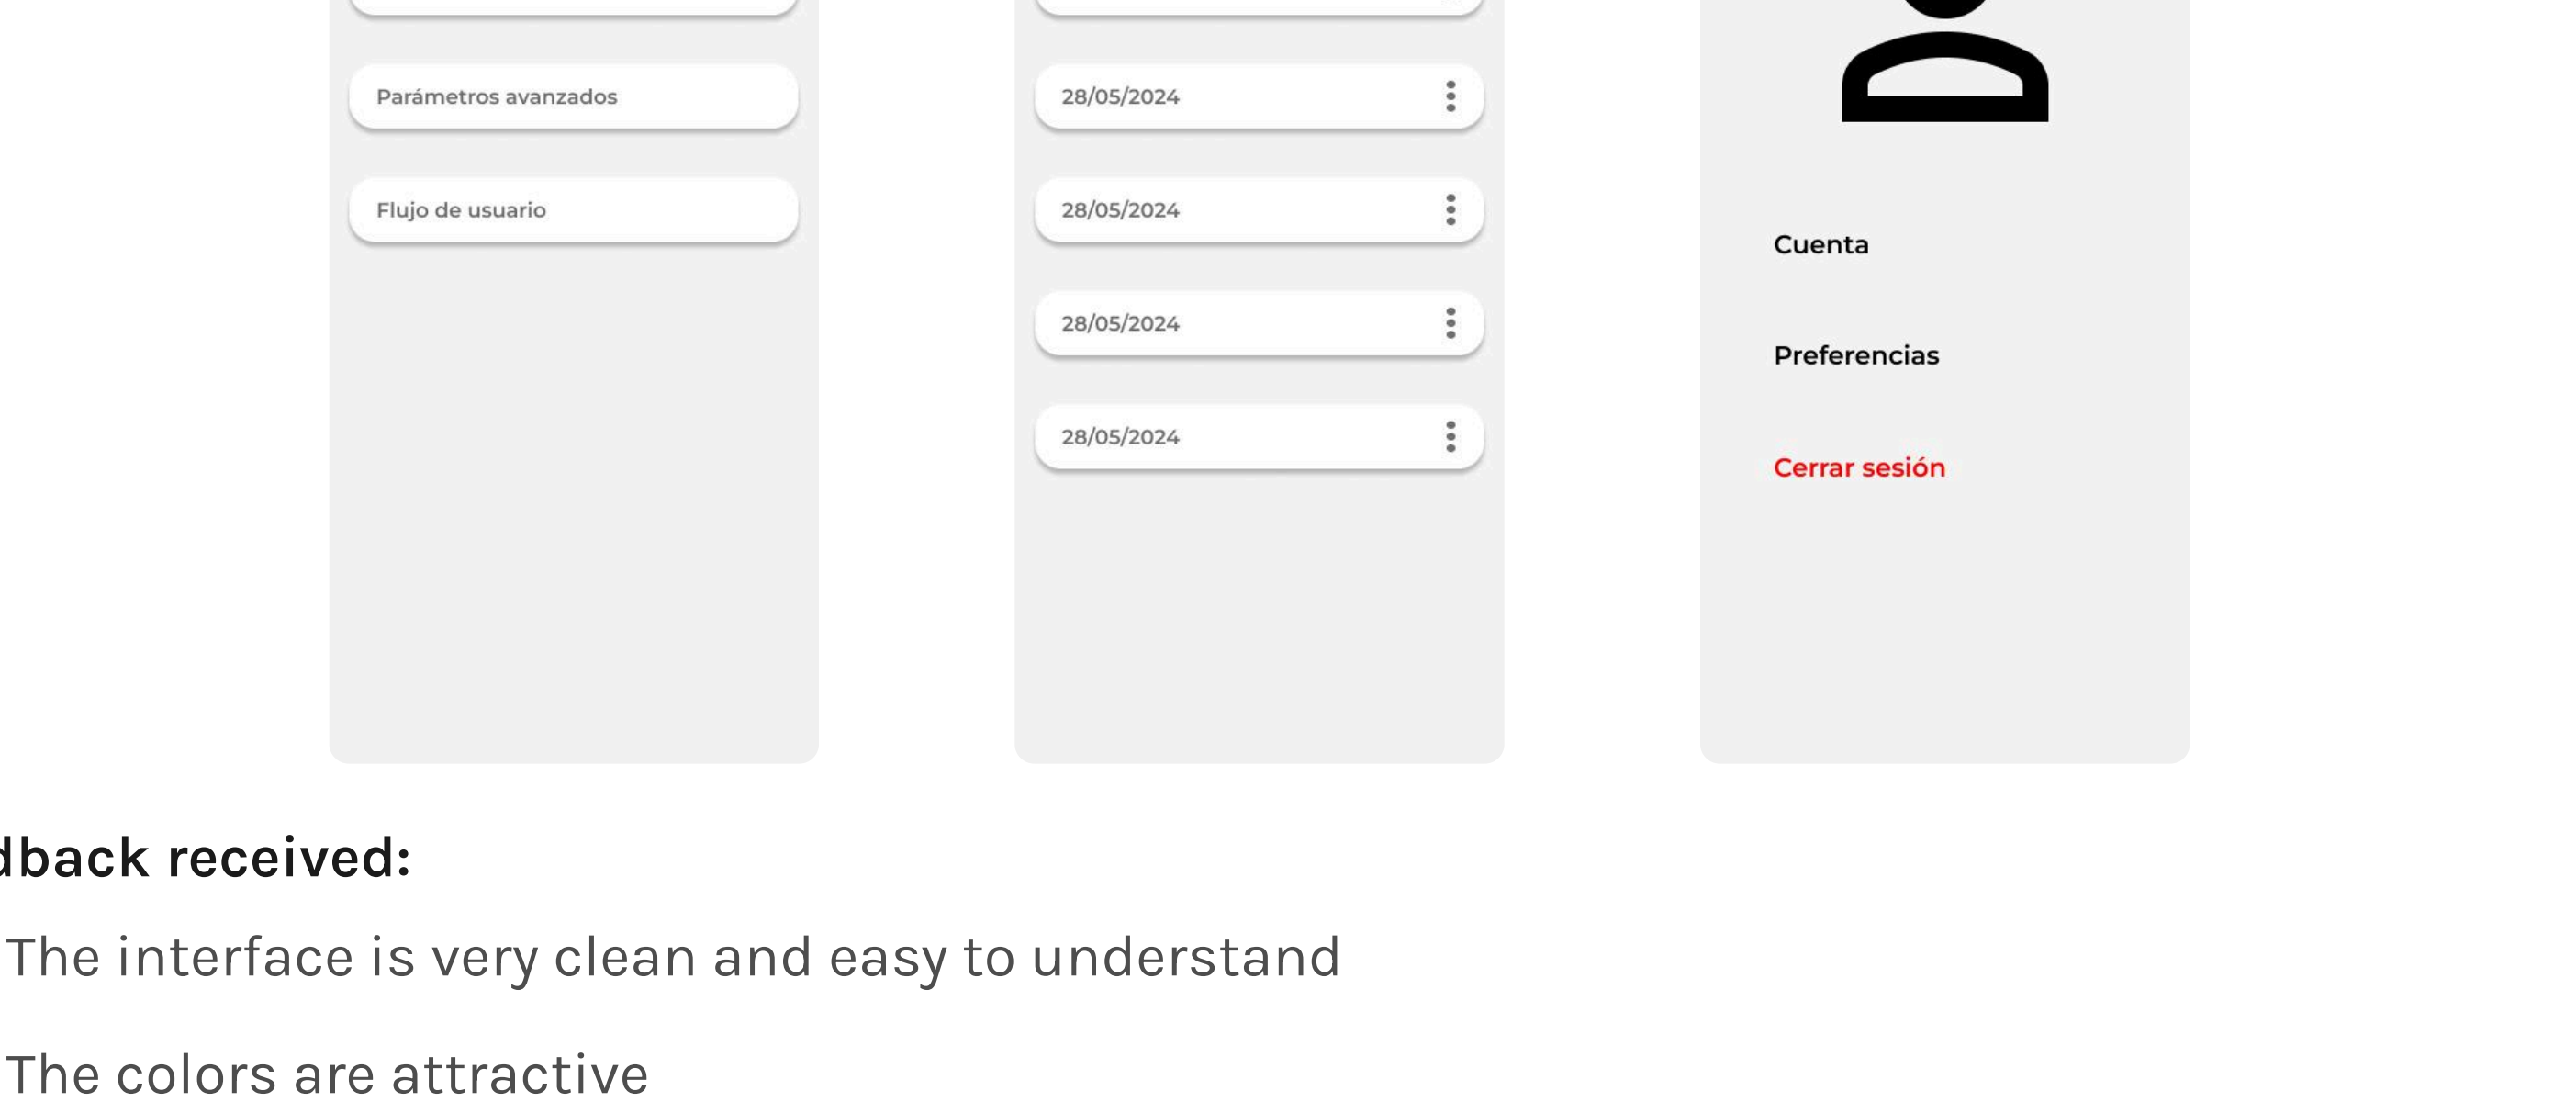 Parámetros avanzados
Flujo de usuario
28/05/2024
28/05/2024
28/05/2024
28/05/2024
Cuenta
Preferencias
Cerrar sesión
dback received:
The interface is very clean and easy to understand
The colors are attractive